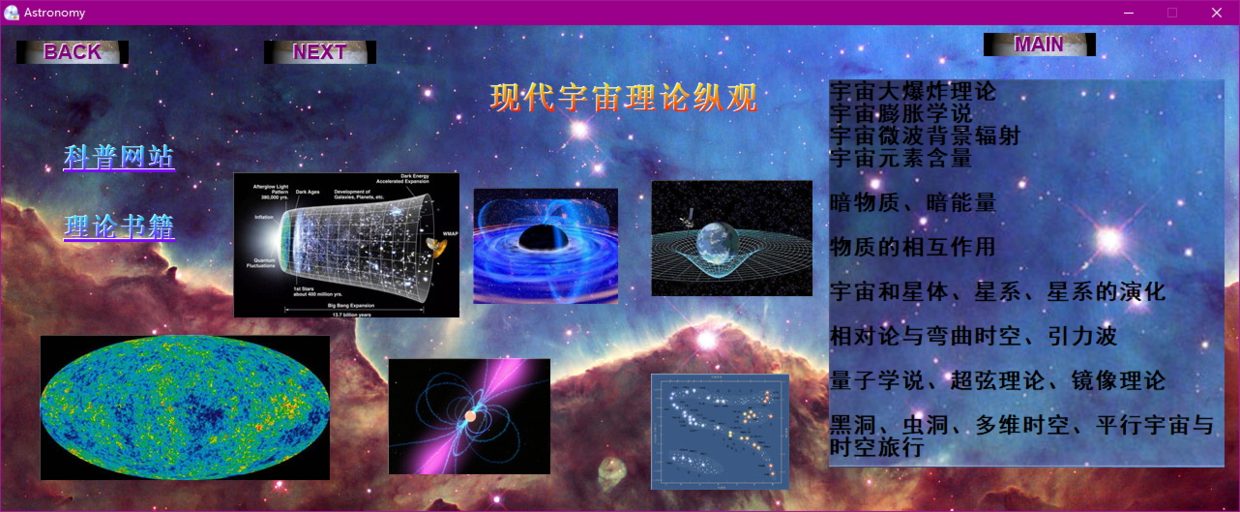 Astronomy
BACK
NEXT
MAIN
现代宇宙理论纵观
科普网站
理论书籍
Dark Energy
Accelerated Expansion
Afterglow Light
Pattern
380,000 yrs.
Dark Ages
Development of
Galaxies, Planets, etc.
Inflation
WMAP
Quantum
Fluctuations
1st Stars
about 400 million yrs.
Big Bang Expansion
13.7 billion years
宇宙大爆炸理论
宇宙膨胀学说
宇宙微波背景辐射
宇宙元素含量
暗物质、暗能量
物质的相互作用
宇宙和星体、星系、星系的演化
相对论与弯曲时空、引力波
量子学说、超弦理论、镜像理论
黑洞、虫洞、多维时空、平行宇宙与
时空旅行